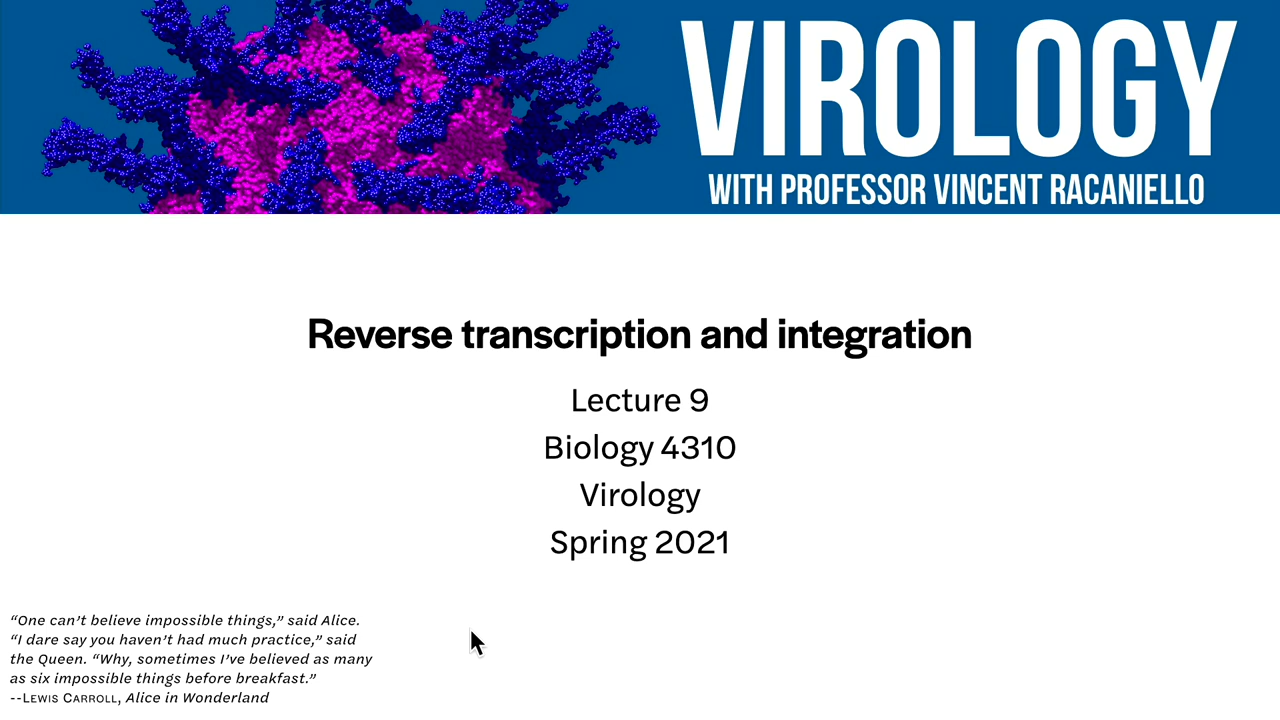 VIROLOGY
WITH PROFESSOR VINCENT RACANIELLO
Reverse transcription and integration
Lecture 9
Biology 4310
Virology
Spring 2021
“One can’t believe impossible things,” said Alice.
“I dare say you haven’t had much practice,” said
the Queen. “Why, sometimes I’ve believed as many
as six impossible things before breakfast.”
--LEWIS CARROLL, Alice in Wonderland